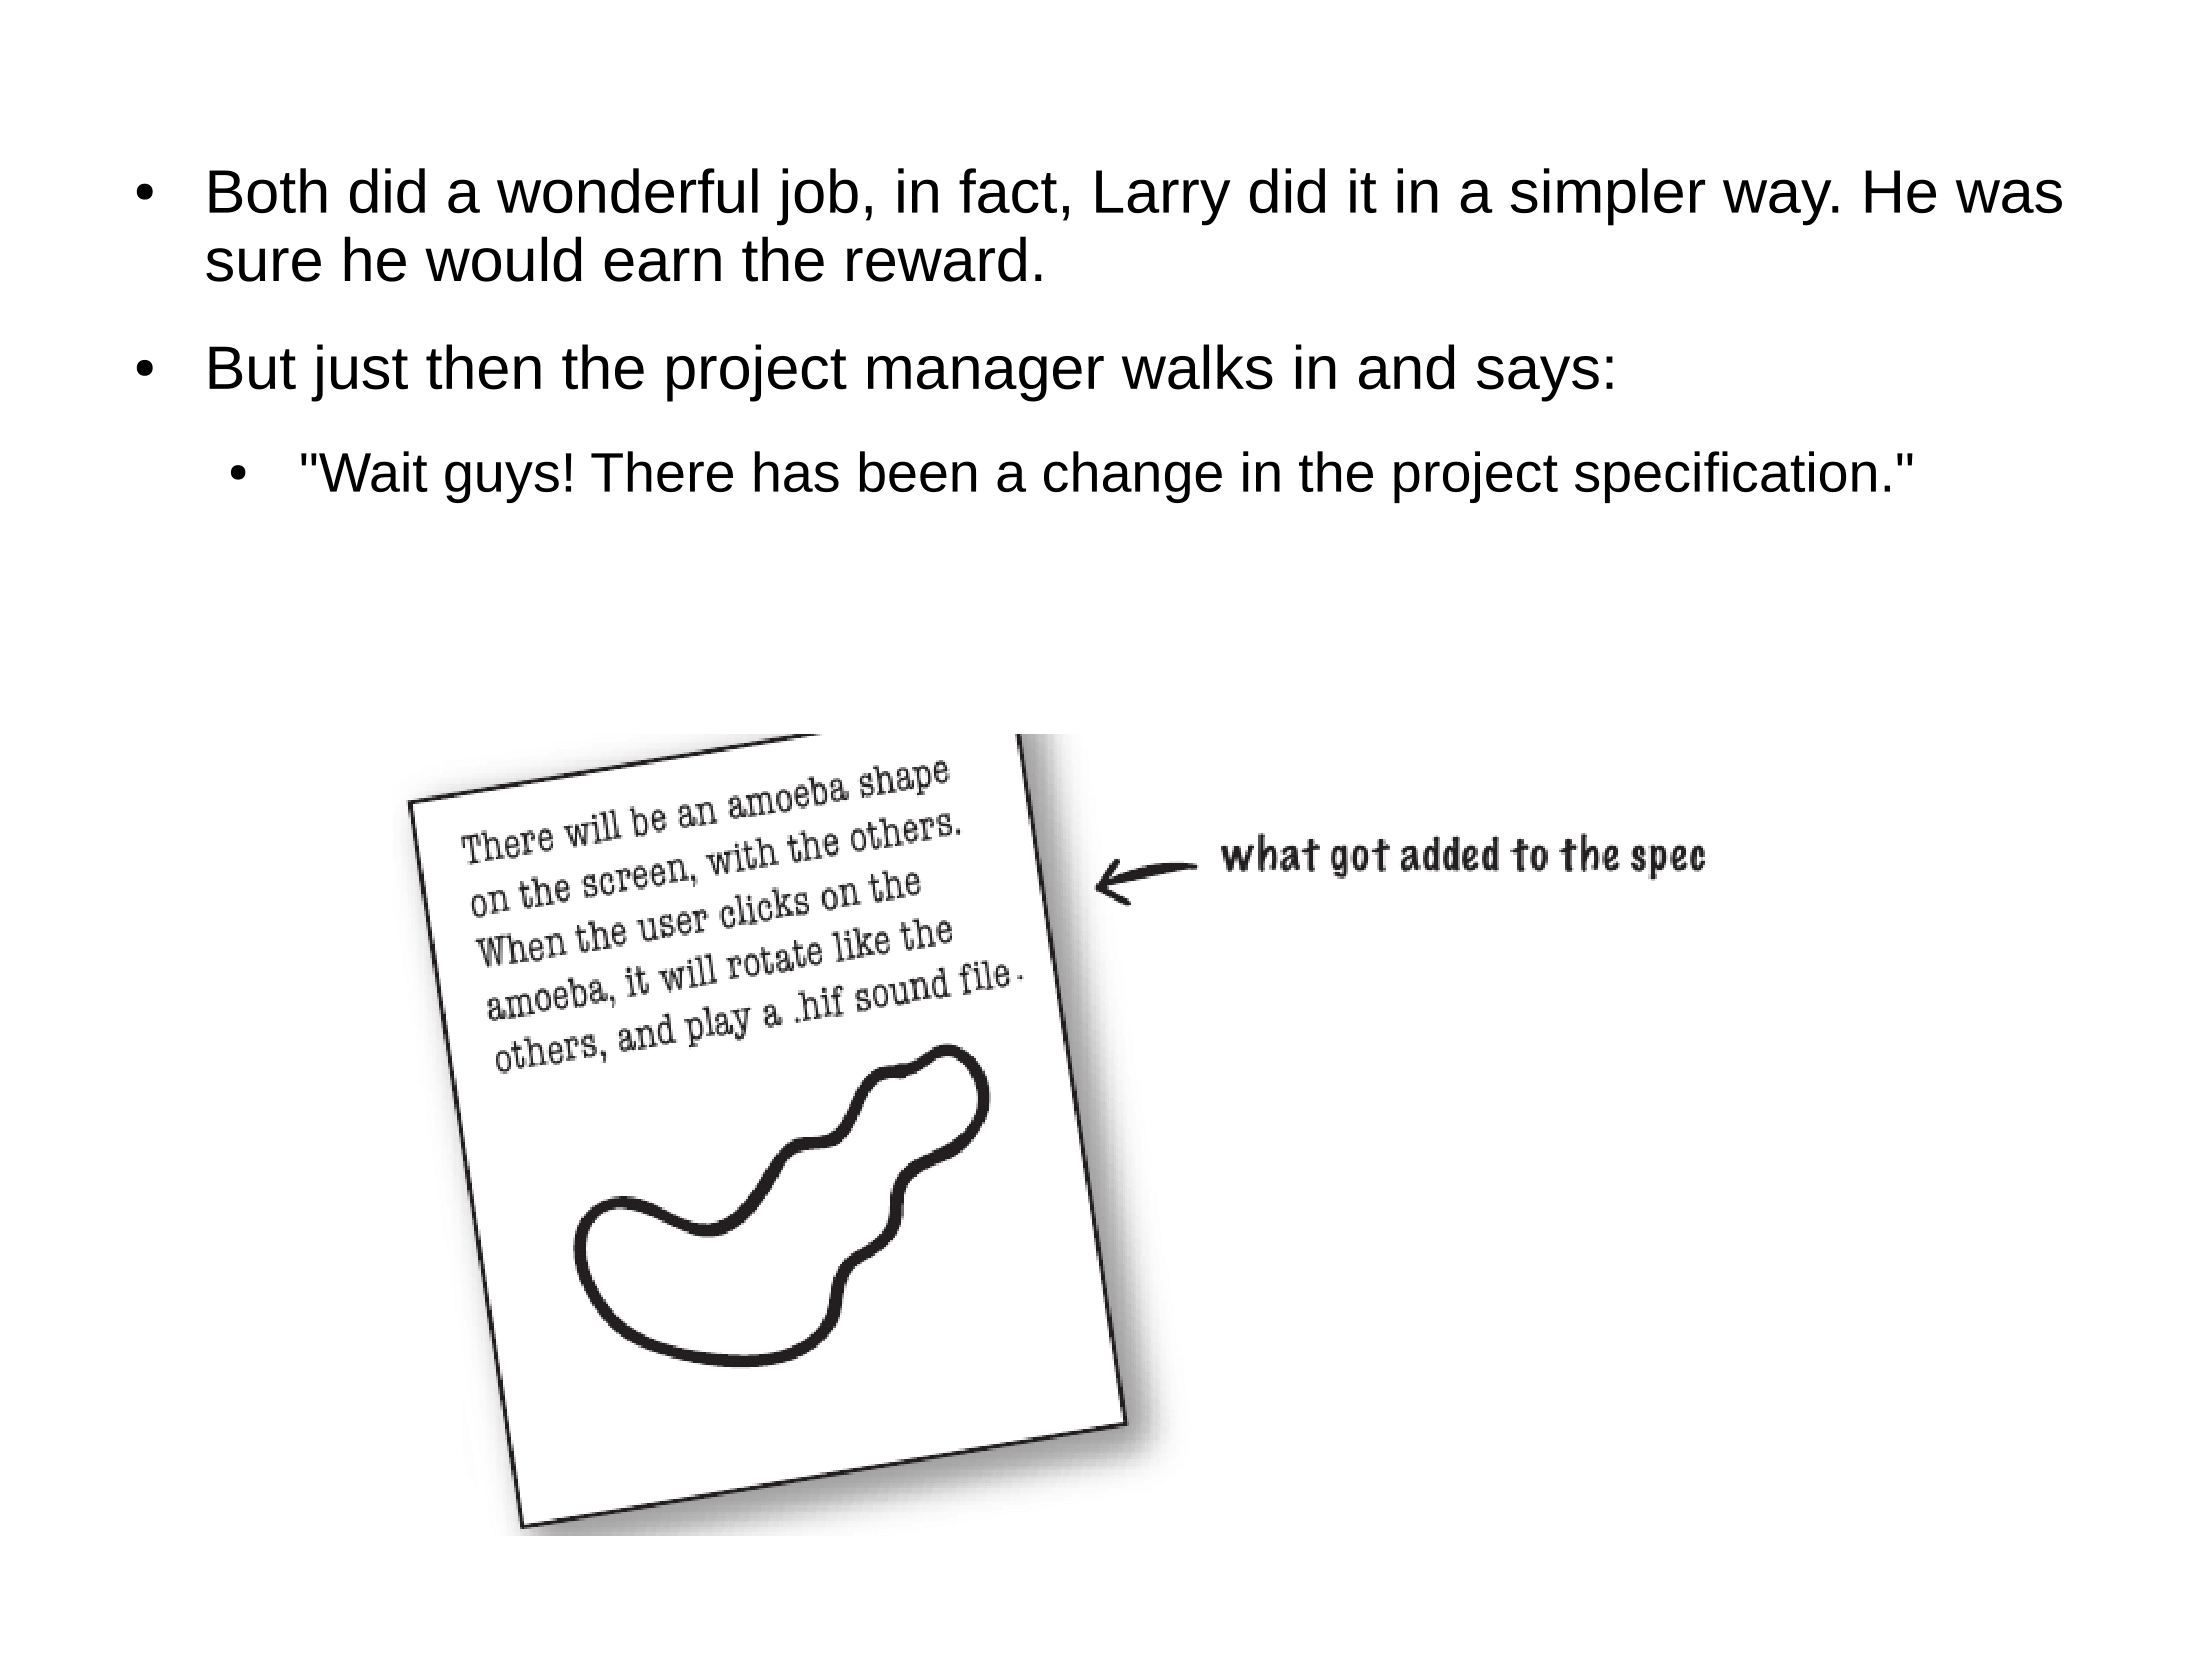 • Both did a wonderful job, in fact, Larry did it in a simpler way. He was
sure he would earn the reward.
• But just then the project manager walks in and says:
• "Wait guys! There has been a change in the project specification."
There will be an amoeba shape
on the screen, with the others.
When the user clicks on the
amoeba, it will rotate like the
others, and play a .hif sound file.
what got added to the spec